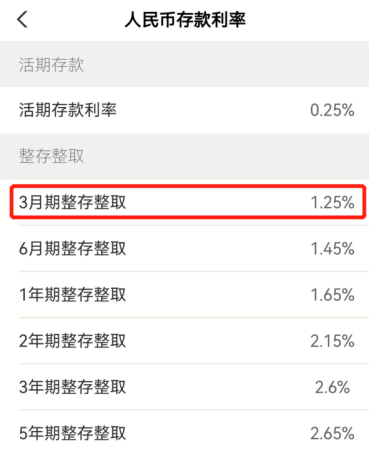 人民币存款利率
活期存款
活期存款利率 0.25%
整存整取
3月期整存整取 1.25%
6月期整存整取 1.45%
1年期整存整取 1.65%
2年期整存整取 2.15%
3年期整存整取 2.6%
5年期整存整取 2.65%